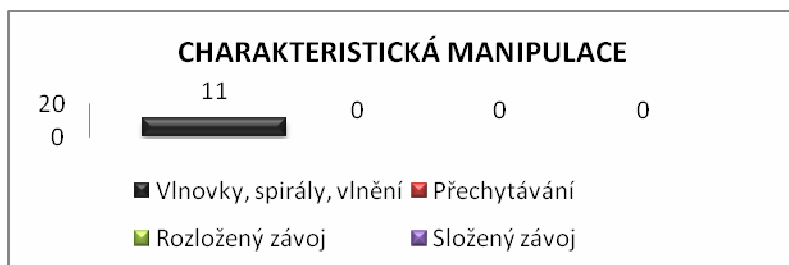 CHARAKTERISTICKÁ MANIPULACE
11
20
0 0 0
0
Vlnovky, spirály, vlnění Přechytávání
Rozložený závoj Složený závoj